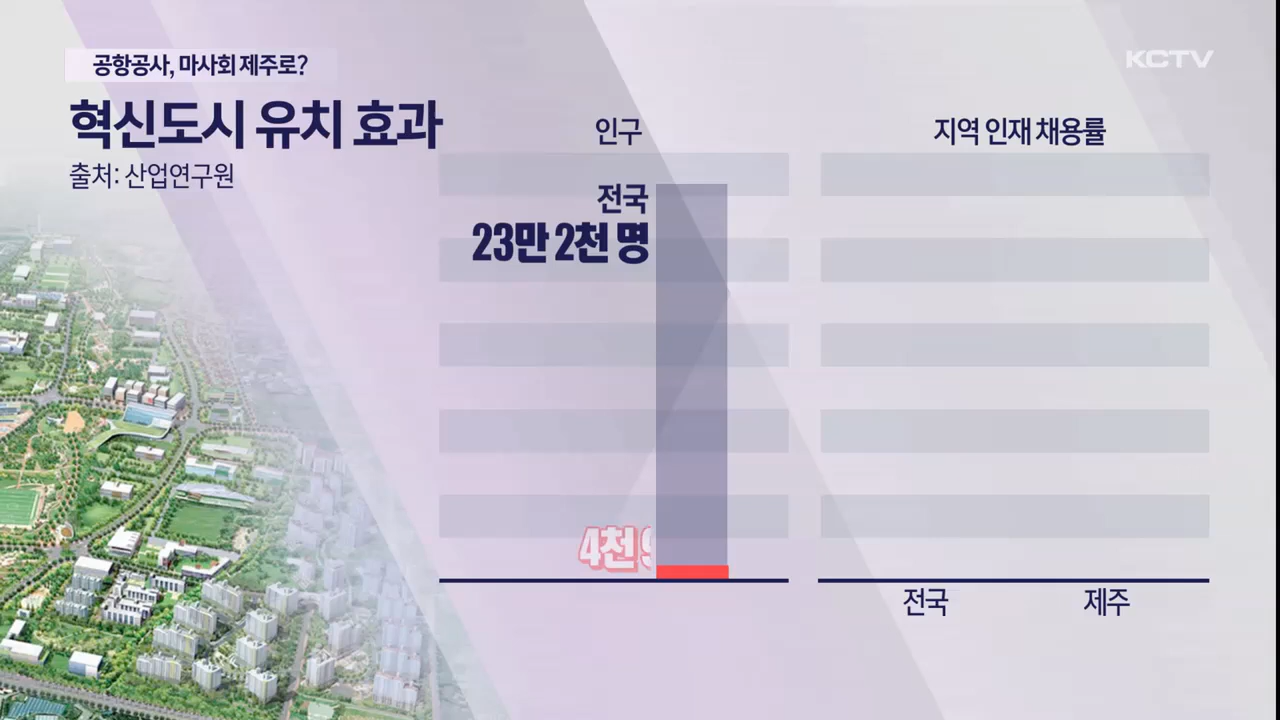 공항공사, 마사회 제주로?
KCTV
혁신도시 유치 효과
출처: 산업연구원
인구
지역 인재 채용률
전국
23만 2천 명
4천
전국
제주